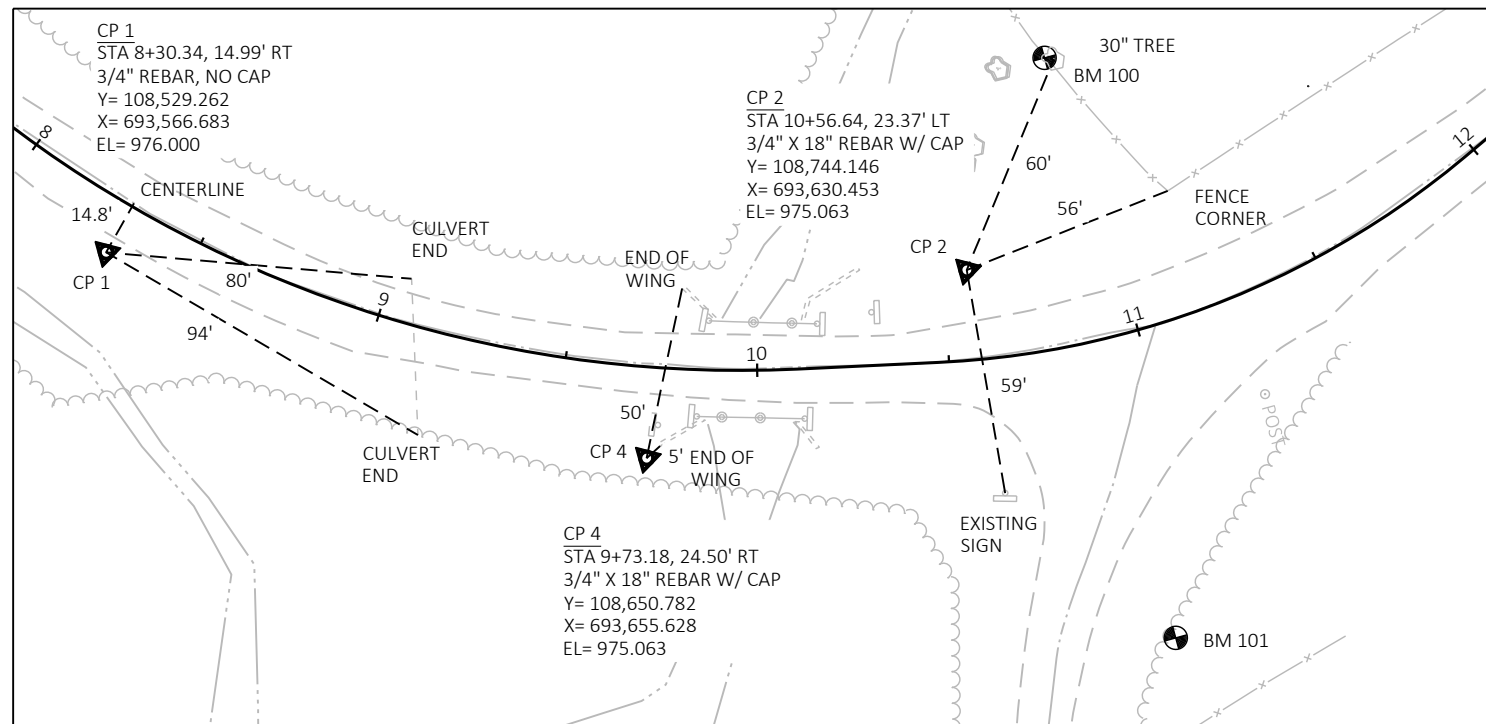 CP 1
STA 8+30.34, 14.99' RT
3/4" REBAR, NO CAP
Y= 108,529.262
X= 693,566.683
EL= 976.000
30" TREE
BM 100
CP 2
STA 10+56.64, 23.37' LT
3/4" X 18" REBAR W/ CAP
Y= 108,744.146
X= 693,630.453
EL= 975.063
8
12
CENTERLINE
14.8'
60'
56'
FENCE
CORNER
CULVERT
END
END OF
WING
CP 2
CP 1
80'
94'
9
10
11
59'
50'
POST
CULVERT
END
CP 4
5' END OF
WING
EXISTING
SIGN
CP 4
STA 9+73.18, 24.50' RT
3/4" X 18" REBAR W/ CAP
Y= 108,650.782
X= 693,655.628
EL= 975.063
BM 101